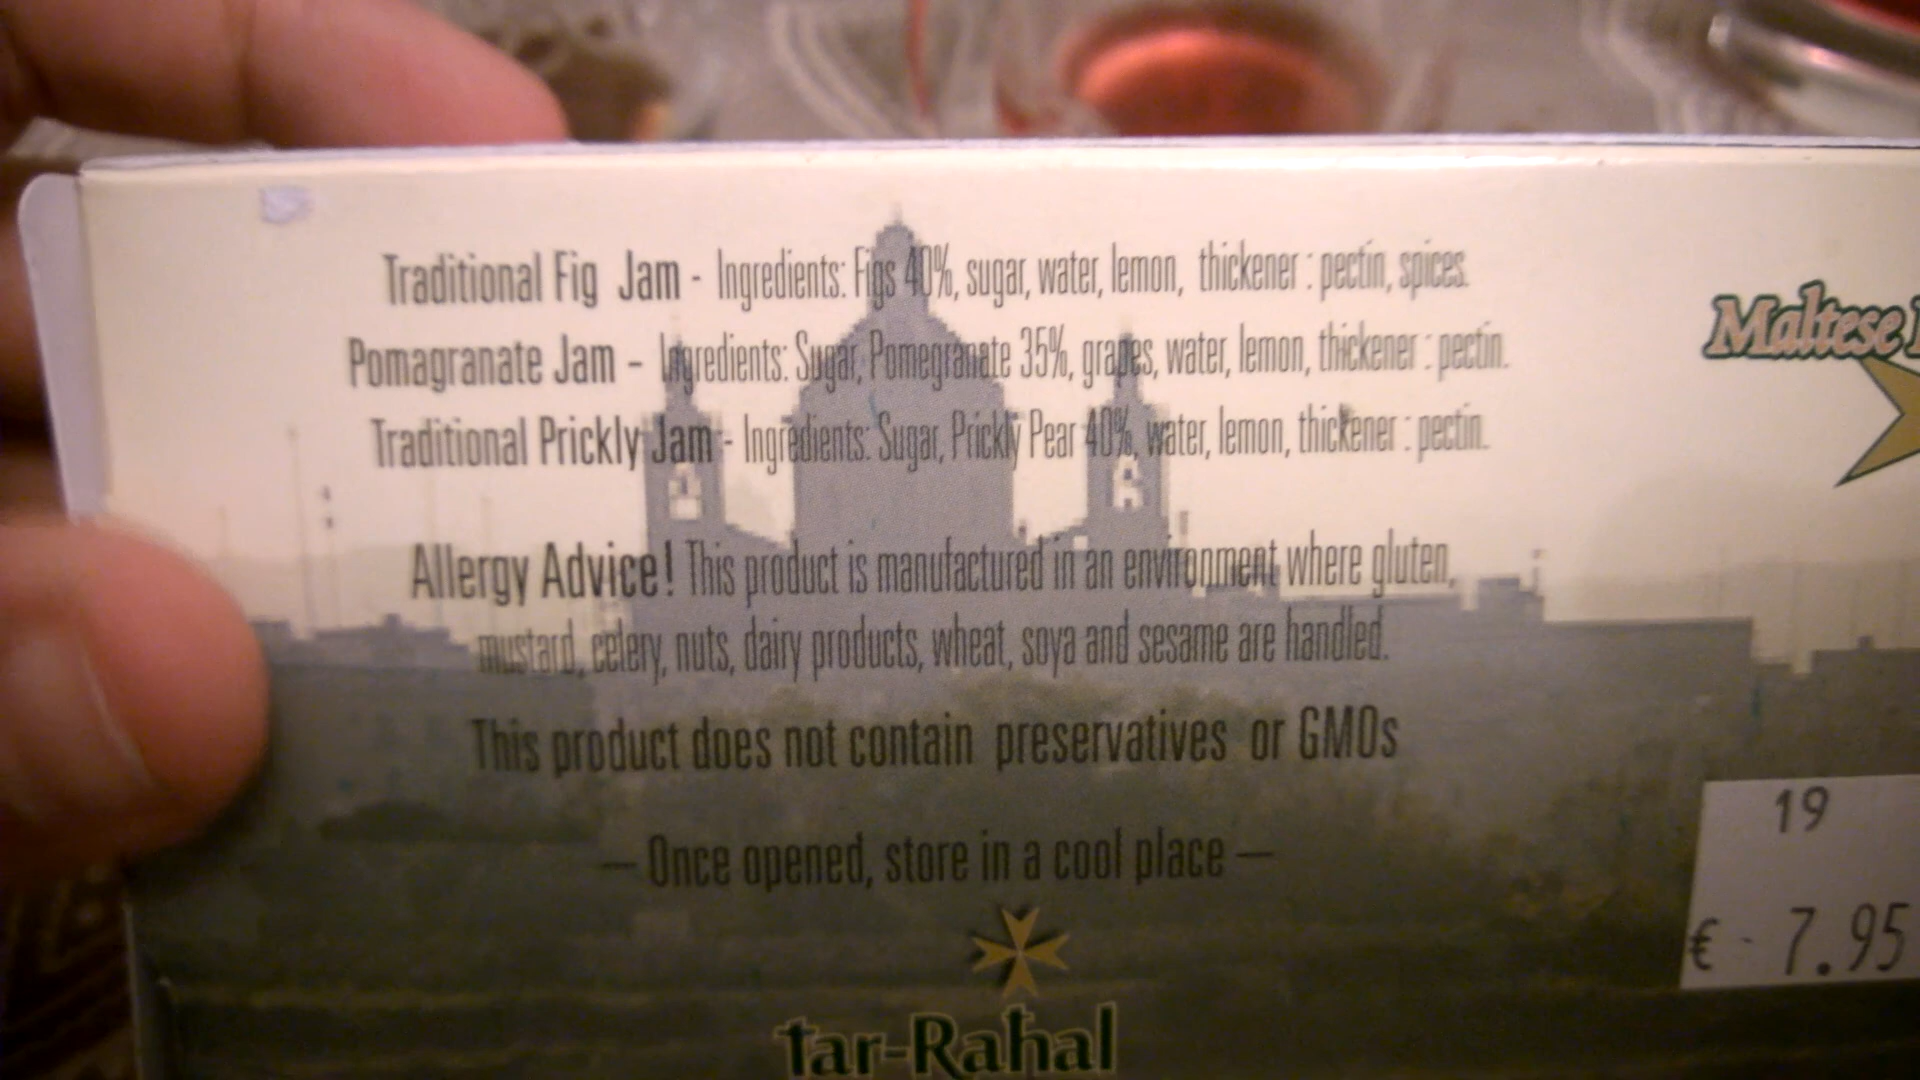 Traditional Fig Jam - Ingredients: Figs 40%, sugar, water, lemon, thickener : pectin, spices.
Pomagranate Jam - Ingredients: Sugar, Pomegranate 35%, grapes, water, lemon, thickener : pectin.
Traditional Prickly Jam - Ingredients: Sugar, Prickly Pear 40%, water, lemon, thickener : pectin.
Maltese
Allergy Advice! This product is manufactured in an environment where gluten,
mustard, celery, nuts, dairy products, wheat, soya and sesame are handled.
This product does not contain preservatives or GMOs
— Once opened, store in a cool place —
19
€ - 7.95
tar-Raħal